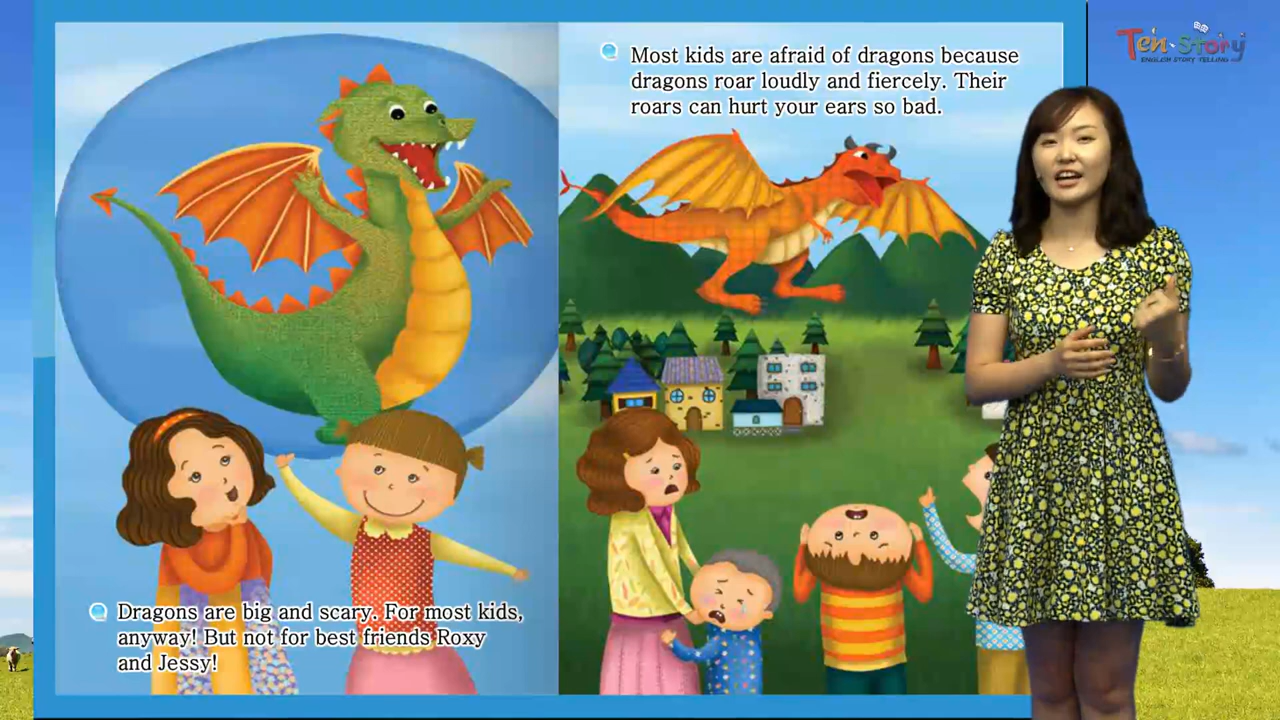 Dragons are big and scary. For most kids,
anyway! But not for best friends Roxy
and Jessy!
Most kids are afraid of dragons because
dragons roar loudly and fiercely. Their
roars can hurt your ears so bad.
Ten·Story
ENGLISH STORY TELLING